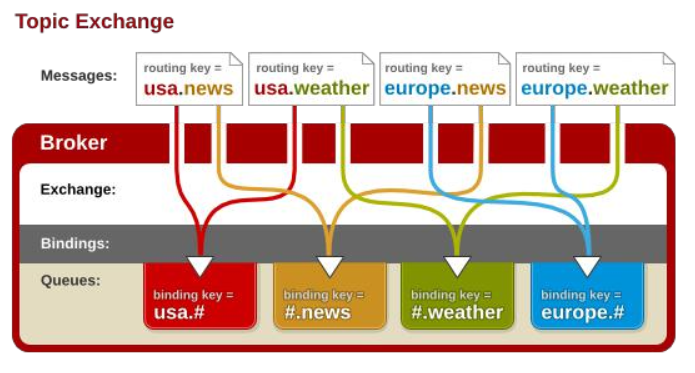 Topic Exchange
Messages:
routing key =
usa.news
routing key =
usa.weather
routing key =
europe.news
routing key =
europe.weather
Broker
Exchange:
Bindings:
Queues:
binding key =
usa.#
binding key =
#.news
binding key =
#.weather
binding key =
europe.#